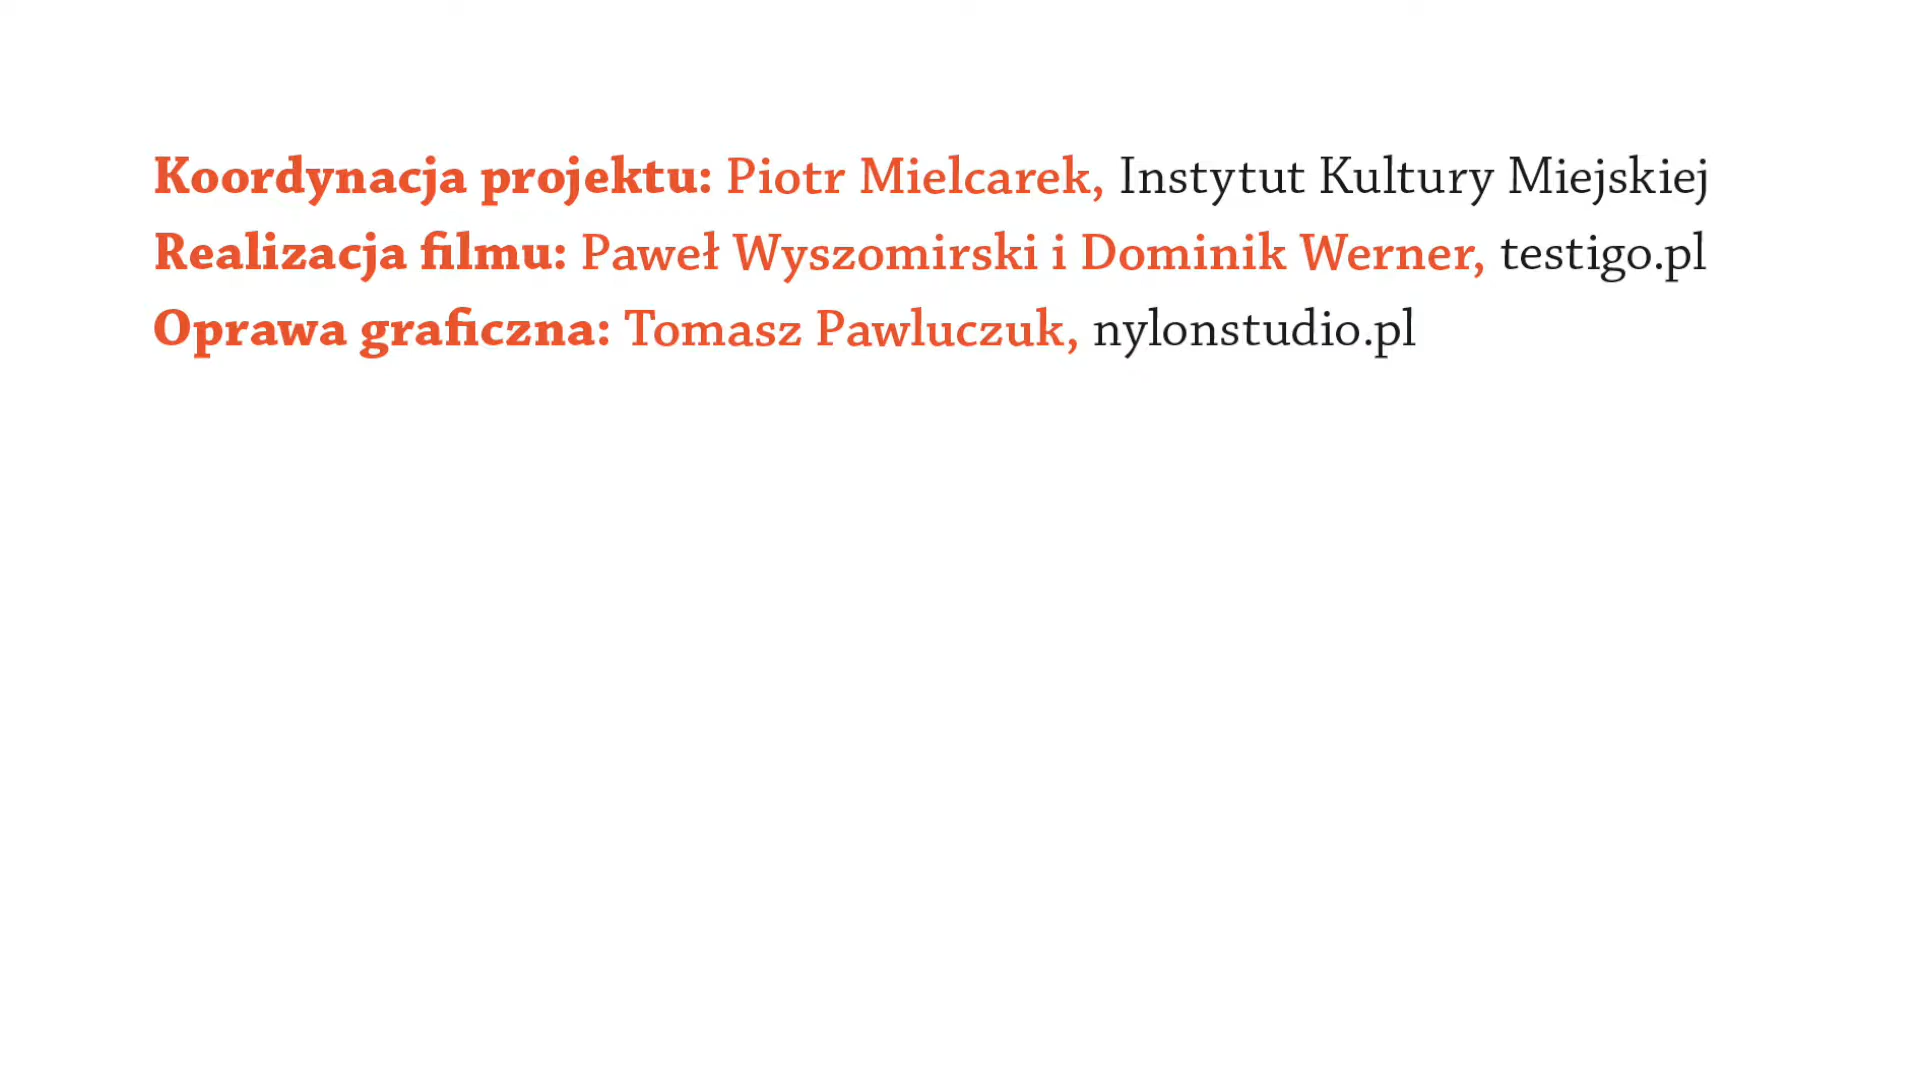 Koordynacja projektu: Piotr Mielcarek, Instytut Kultury Miejskiej
Realizacja filmu: Paweł Wyszomirski i Dominik Werner, testigo.pl
Oprawa graficzna: Tomasz Pawluczuk, nylonstudio.pl